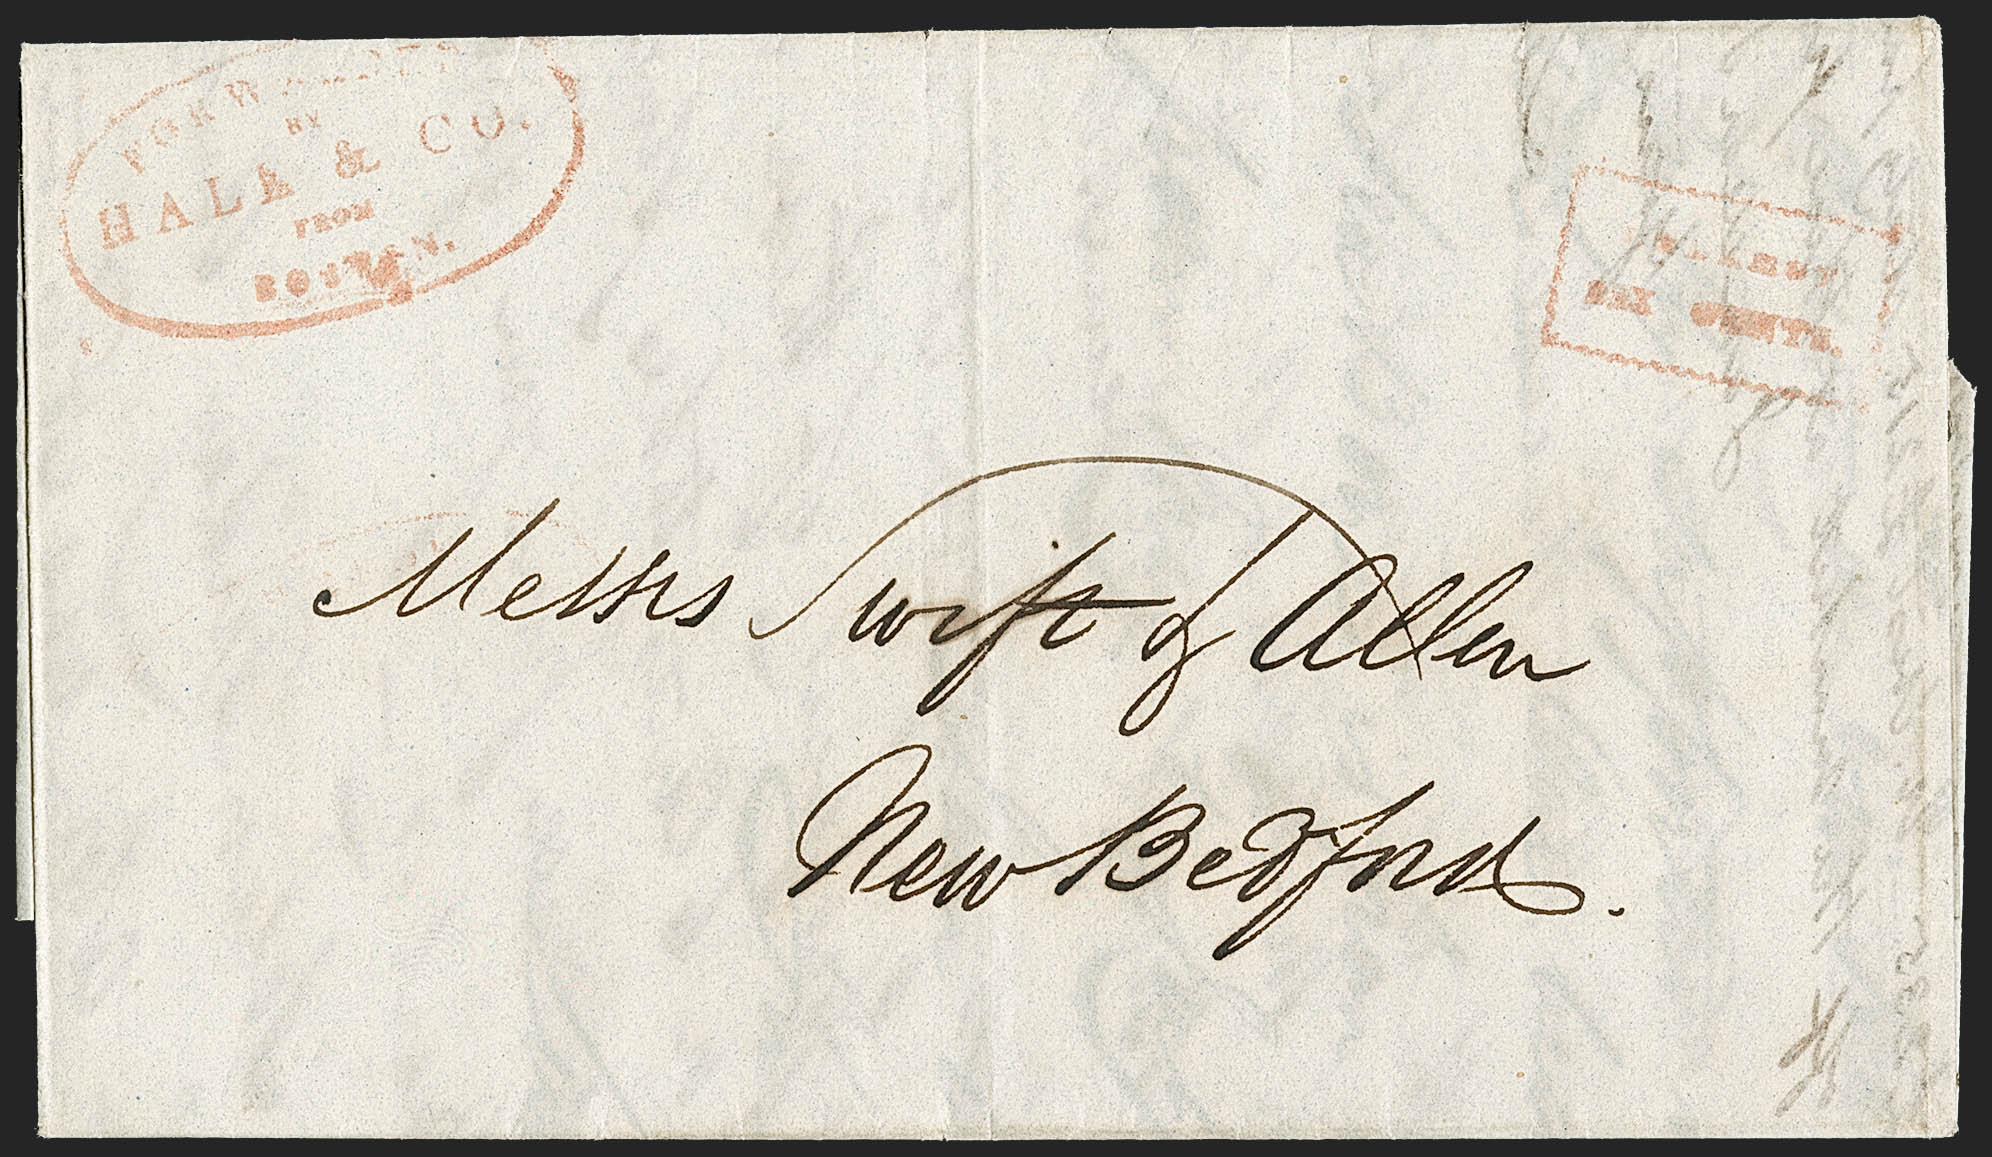 FORWARDED
BY
HALE & CO.
FROM
BOSTON.
COLLECT
SIX CENTS.
Messrs Swift & Allen
New Bedford.